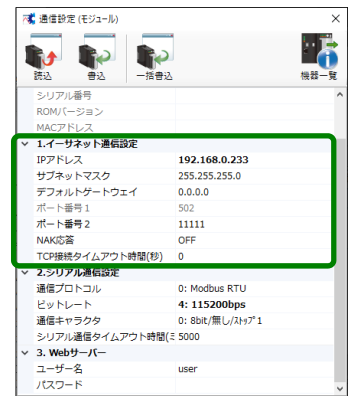 通信設定 (モジュール)
読込 書込 一括書込 機器一覧
シリアル番号
ROMバージョン
MACアドレス
1.イーサネット通信設定
IPアドレス 192.168.0.233
サブネットマスク 255.255.255.0
デフォルトゲートウェイ 0.0.0.0
ポート番号1 502
ポート番号2 11111
NAK応答 OFF
TCP接続タイムアウト時間(秒) 0
2.シリアル通信設定
通信プロトコル 0: Modbus RTU
ビットレート 4: 115200bps
通信キャラクタ 0: 8bit/無し/ｽﾄｯﾌﾟ1
シリアル通信タイムアウト時間(ミ 5000
3. Webサーバー
ユーザー名 user
パスワード